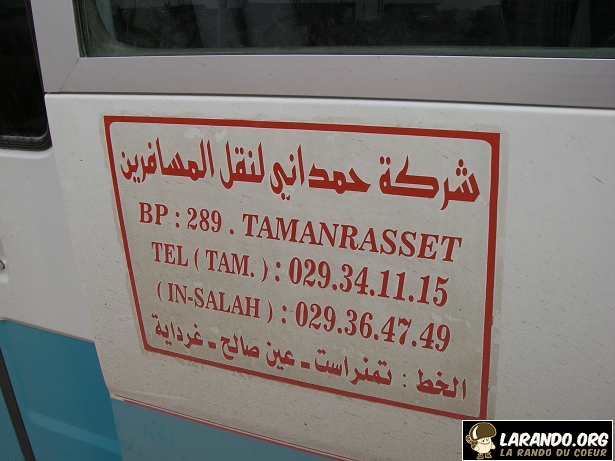 شركة حمداني لنقل المسافرين
BP : 289 . TAMANRASSET
TEL ( TAM. ) : 029.34.11.15
( IN-SALAH ) : 029.36.47.49
الخط : تمنراست - عين صالح - غرداية
LARANDO.ORG
LA RANDO DU COEUR